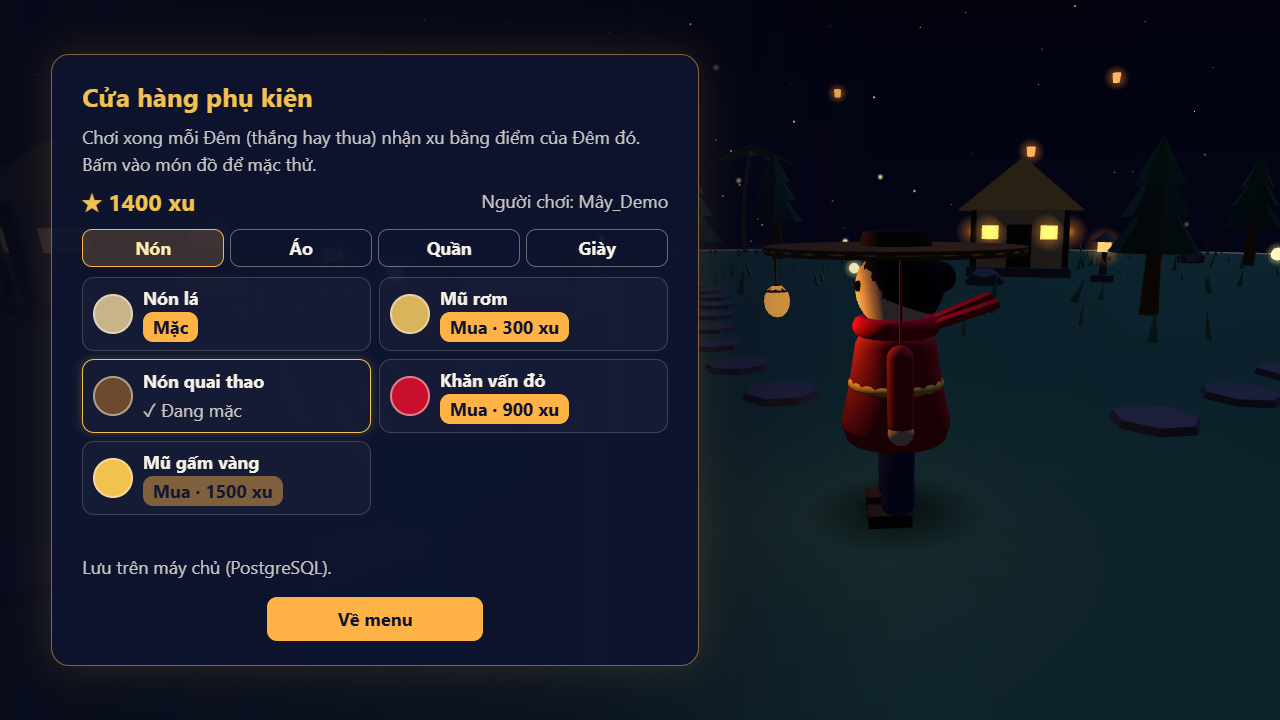 Cửa hàng phụ kiện
Chơi xong mỗi Đêm (thắng hay thua) nhận xu bằng điểm của Đêm đó.
Bấm vào món đồ để mặc thử.
★ 1400 xu
Người chơi: Mây_Demo
Nón
Áo
Quần
Giày
Nón lá
Mặc
Mũ rơm
Mua · 300 xu
Nón quai thao
✓ Đang mặc
Khăn vấn đỏ
Mua · 900 xu
Mũ gấm vàng
Mua · 1500 xu
Lưu trên máy chủ (PostgreSQL).
Về menu